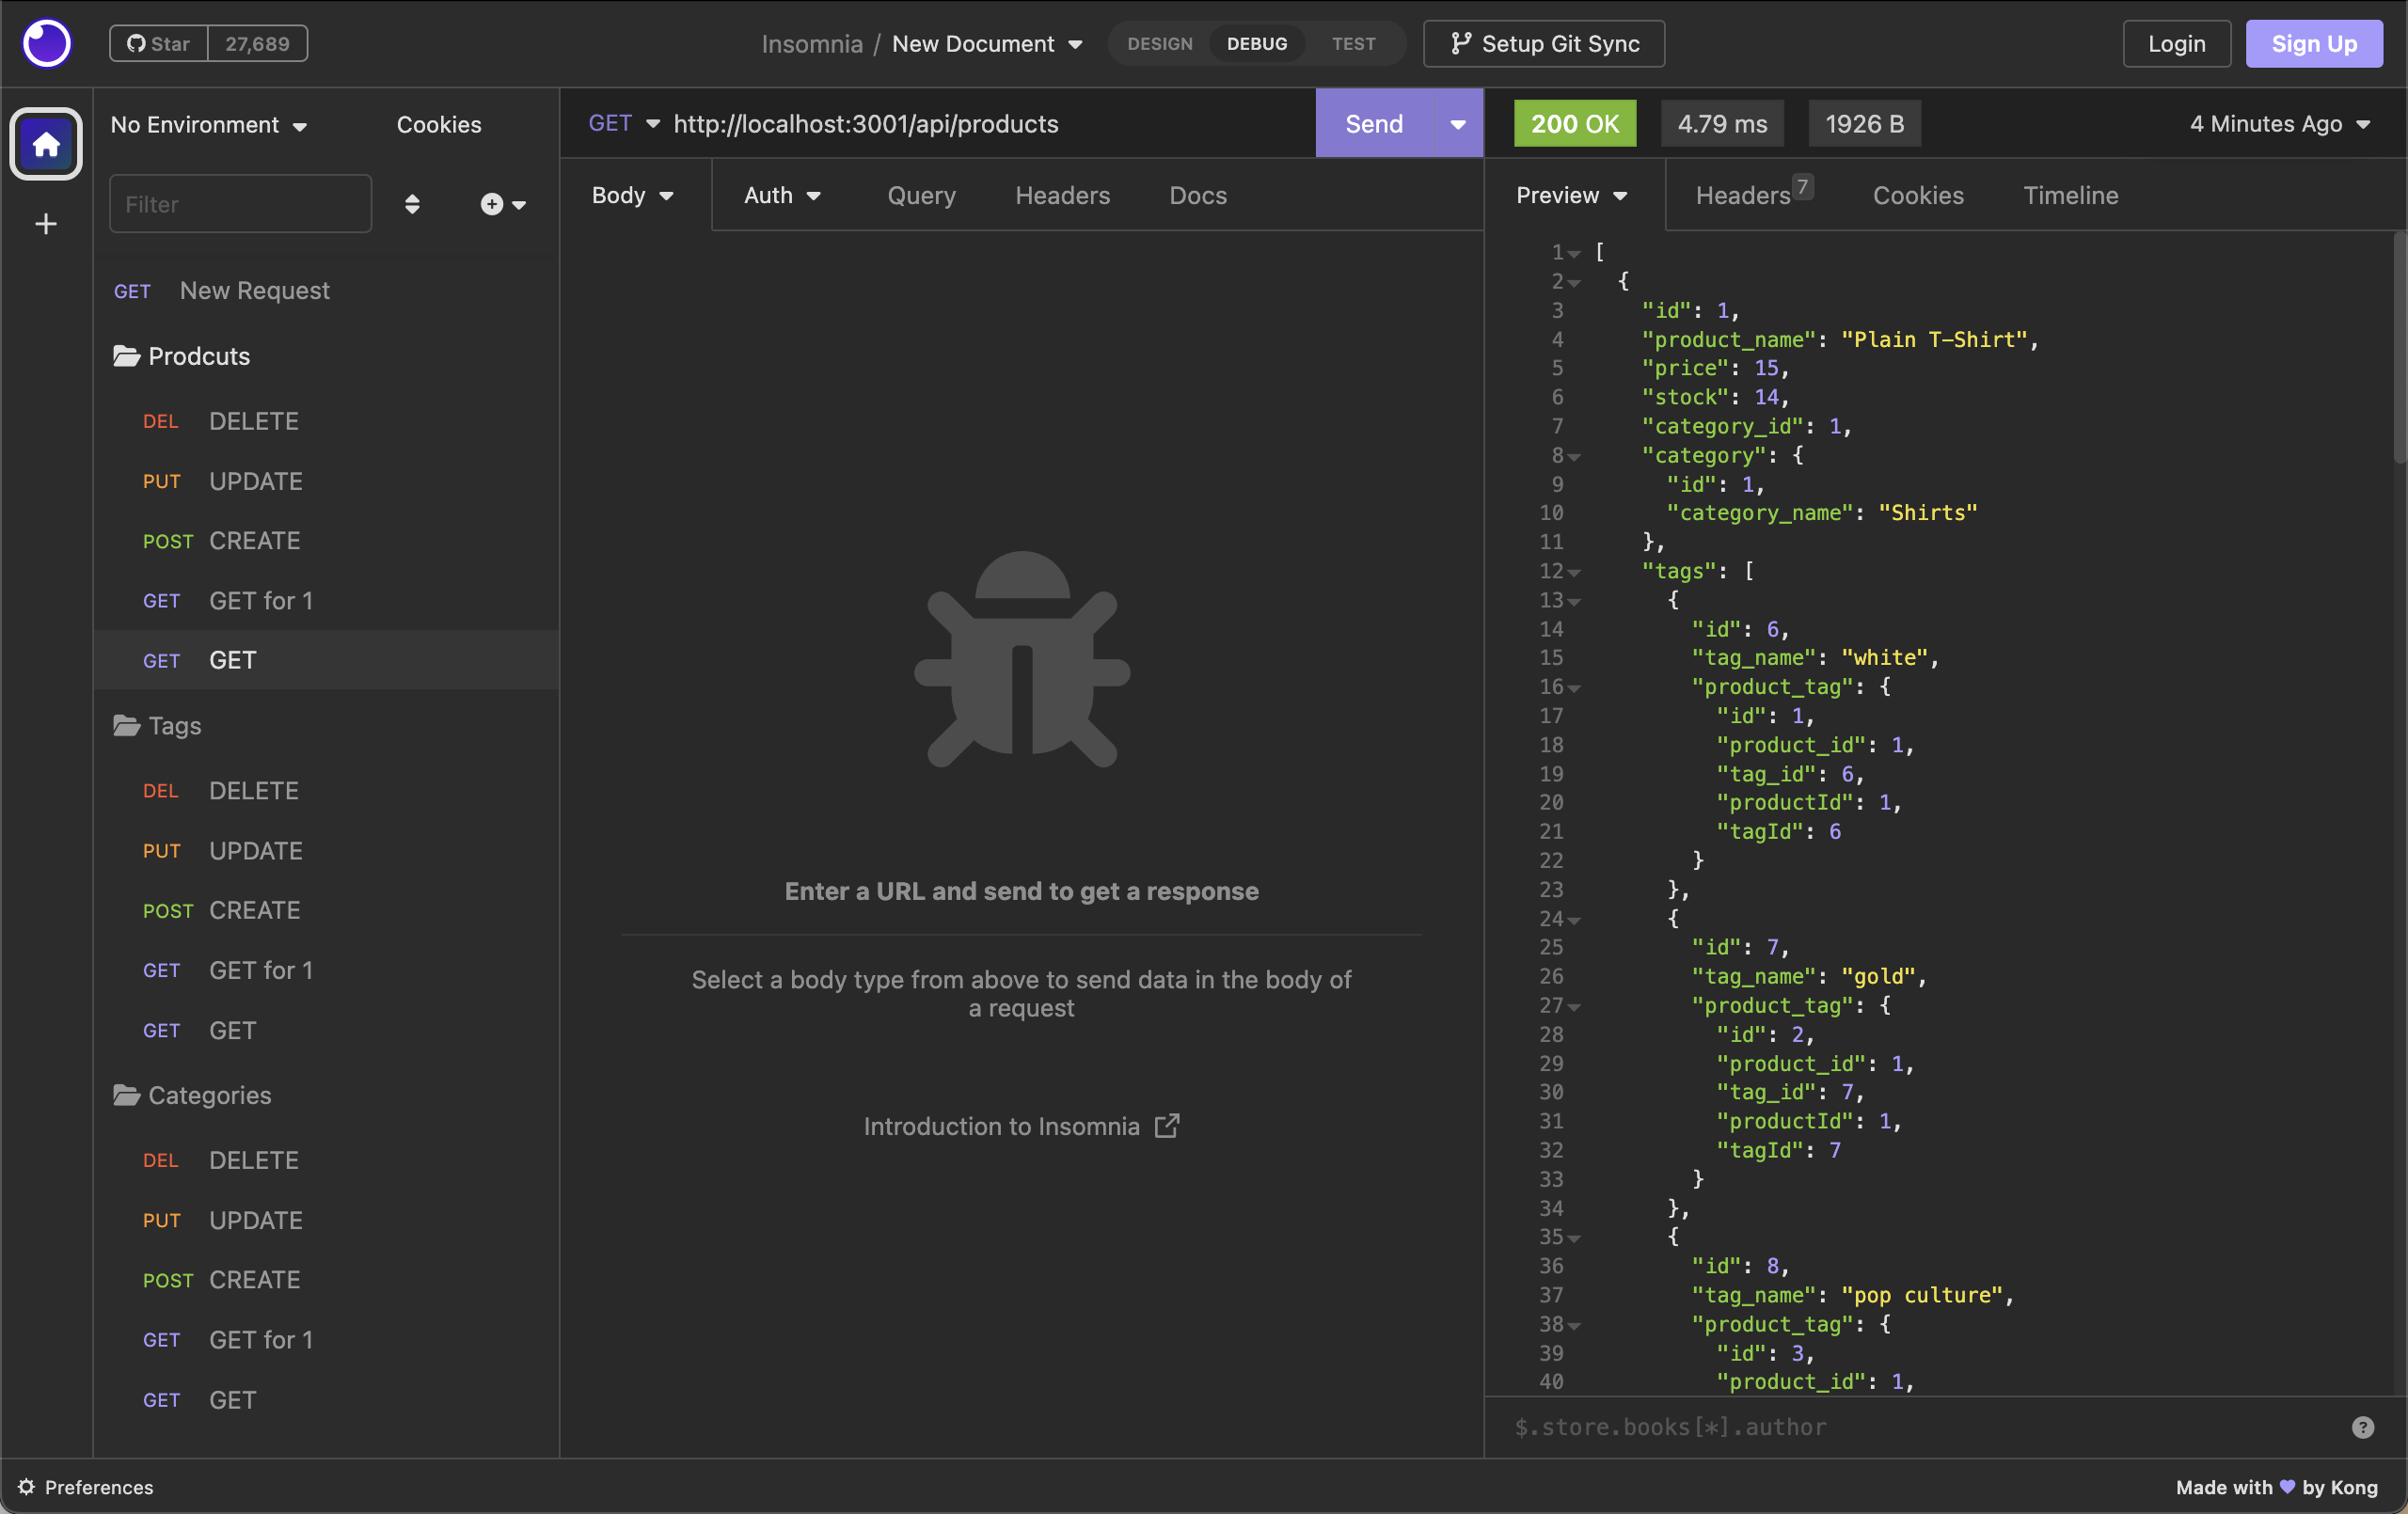 Star 27,689
Insomnia / New Document
DESIGN DEBUG TEST
Setup Git Sync
Login
Sign Up
No Environment
Cookies
Filter
GET New Request
Prodcuts
DEL DELETE
PUT UPDATE
POST CREATE
GET GET for 1
GET GET
Tags
DEL DELETE
PUT UPDATE
POST CREATE
GET GET for 1
GET GET
Categories
DEL DELETE
PUT UPDATE
POST CREATE
GET GET for 1
GET GET
GET http://localhost:3001/api/products
Send
Body Auth Query Headers Docs
Enter a URL and send to get a response
Select a body type from above to send data in the body of
a request
Introduction to Insomnia
200 OK 4.79 ms 1926 B 4 Minutes Ago
Preview Headers 7 Cookies Timeline
1 [
2 {
3 "id": 1,
4 "product_name": "Plain T-Shirt",
5 "price": 15,
6 "stock": 14,
7 "category_id": 1,
8 "category": {
9 "id": 1,
10 "category_name": "Shirts"
11 },
12 "tags": [
13 {
14 "id": 6,
15 "tag_name": "white",
16 "product_tag": {
17 "id": 1,
18 "product_id": 1,
19 "tag_id": 6,
20 "productId": 1,
21 "tagId": 6
22 }
23 },
24 {
25 "id": 7,
26 "tag_name": "gold",
27 "product_tag": {
28 "id": 2,
29 "product_id": 1,
30 "tag_id": 7,
31 "productId": 1,
32 "tagId": 7
33 }
34 },
35 {
36 "id": 8,
37 "tag_name": "pop culture",
38 "product_tag": {
39 "id": 3,
40 "product_id": 1,
$.store.books[*].author
Preferences
Made with ♥ by Kong